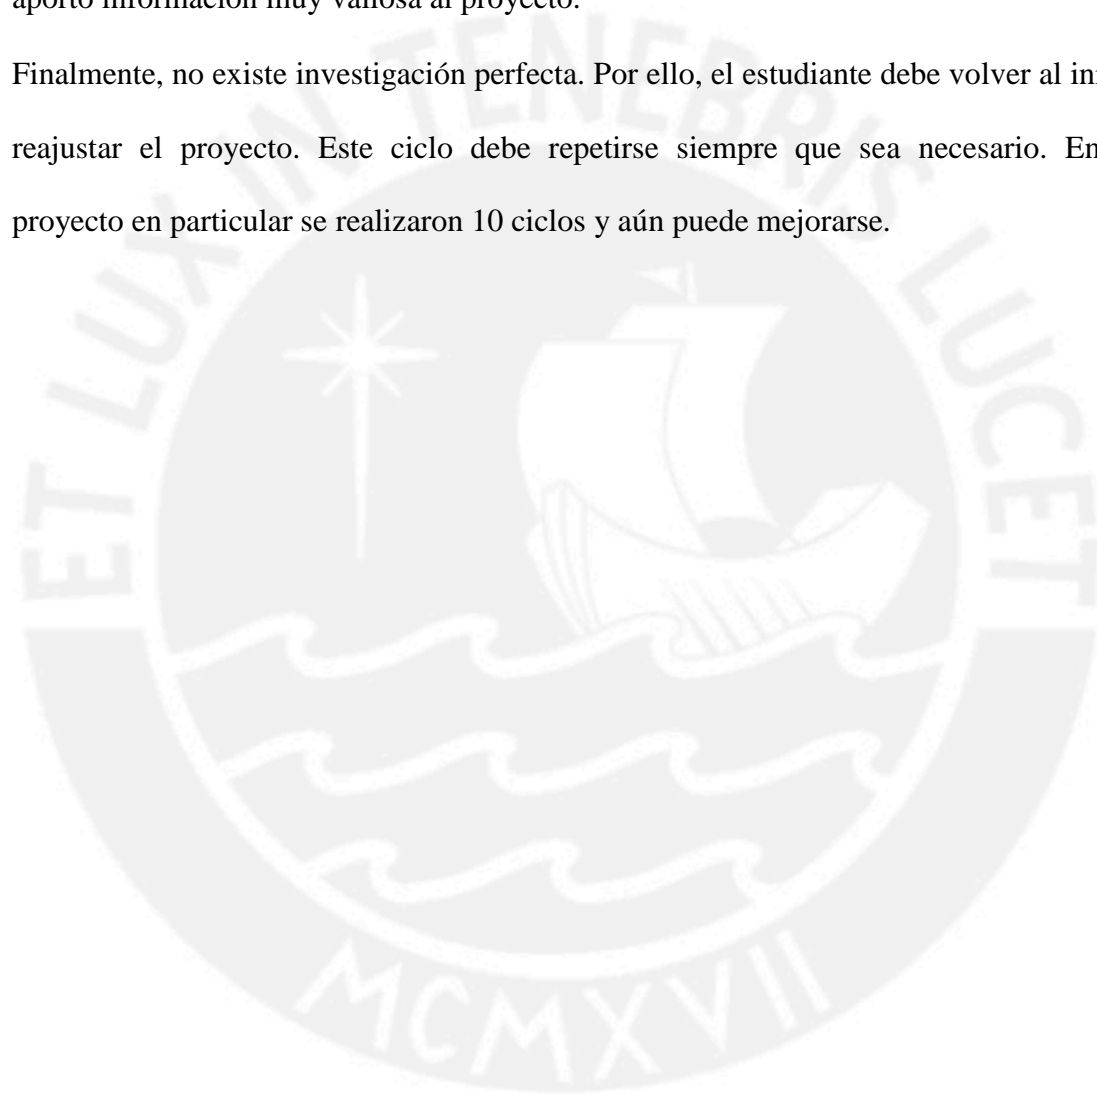 aportó información muy valiosa al proyecto.
Finalmente, no existe investigación perfecta. Por ello, el estudiante debe volver al
reajustar el proyecto. Este ciclo debe repetirse siempre que sea necesario. En
proyecto en particular se realizaron 10 ciclos y aún puede mejorarse.
ET LUX IN TENEBRIS LUCET
MCMXVII